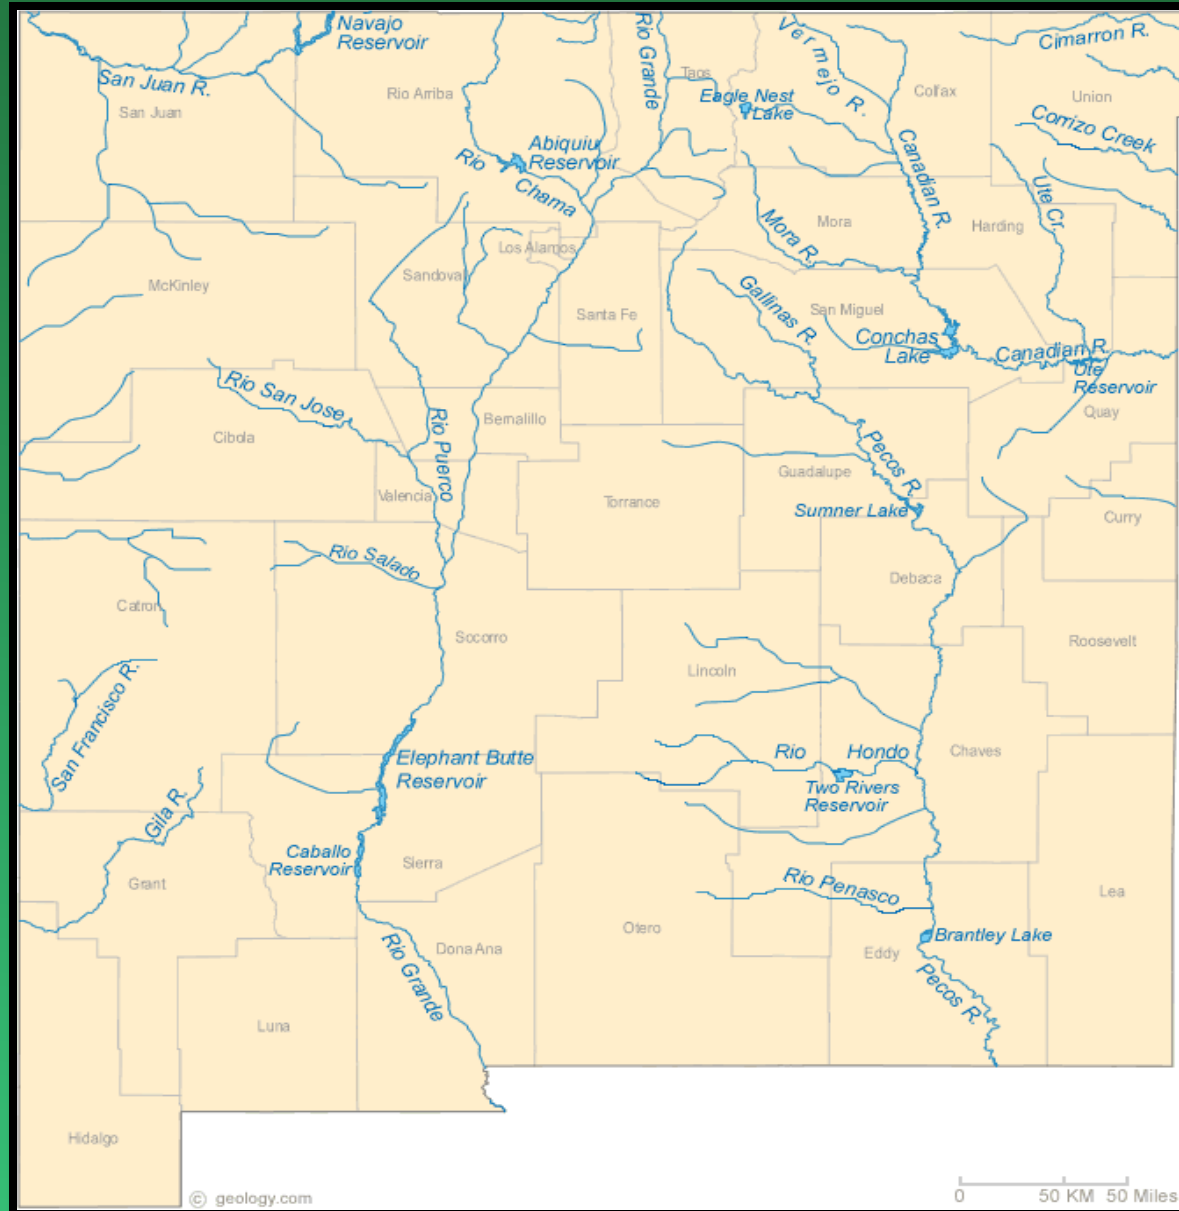 Navajo
Reservoir
San Juan R.
San Juan
Rio Arriba
Rio Grande
Taos
Eagle Nest
Lake
Vermejo R.
Colfax
Cimarron R.
Union
Corrizo Creek
Abiquiu
Reservoir
Rio Chama
Canadian R.
Ute Cr.
Mora
Harding
Mora R.
Los Alamos
Sandoval
McKinley
Santa Fe
Gallinas R.
San Miguel
Conchas
Lake
Canadian R.
Ute
Reservoir
Quay
Rio San Jose
Cibola
Rio Puerco
Bernalillo
Valencia
Torrance
Guadalupe
Pecos R.
Sumner Lake
Curry
Rio Salado
Debaca
Catron
Socorro
Lincoln
Roosevelt
San Francisco R.
Elephant Butte
Reservoir
Rio Hondo
Chaves
Two Rivers
Reservoir
Gila R.
Caballo
Reservoir
Sierra
Grant
Rio Penasco
Lea
Otero
Dona Ana
Rio Grande
Brantley Lake
Eddy
Pecos R.
Luna
Hidalgo
© geology.com
0 50 KM 50 Miles